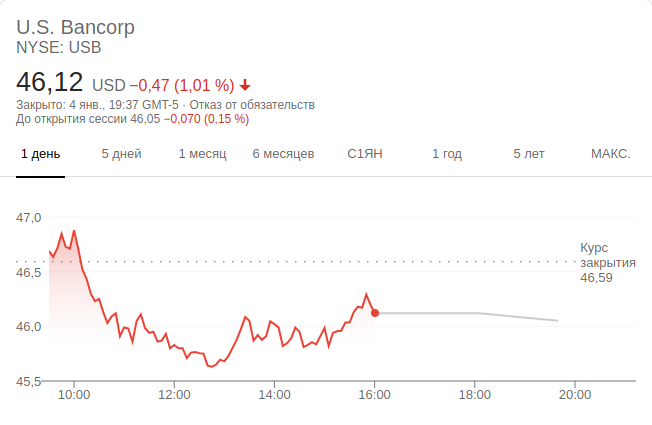 U.S. Bancorp
NYSE: USB
46,12 USD −0,47 (1,01 %)
Закрыто: 4 янв., 19:37 GMT-5 · Отказ от обязательств
До открытия сессии 46,05 −0,070 (0,15 %)
1 день 5 дней 1 месяц 6 месяцев С1ЯН 1 год 5 лет МАКС.
47,0
Курс
закрытия
46,59
46,5
46,0
45,5
10:00 12:00 14:00 16:00 18:00 20:00